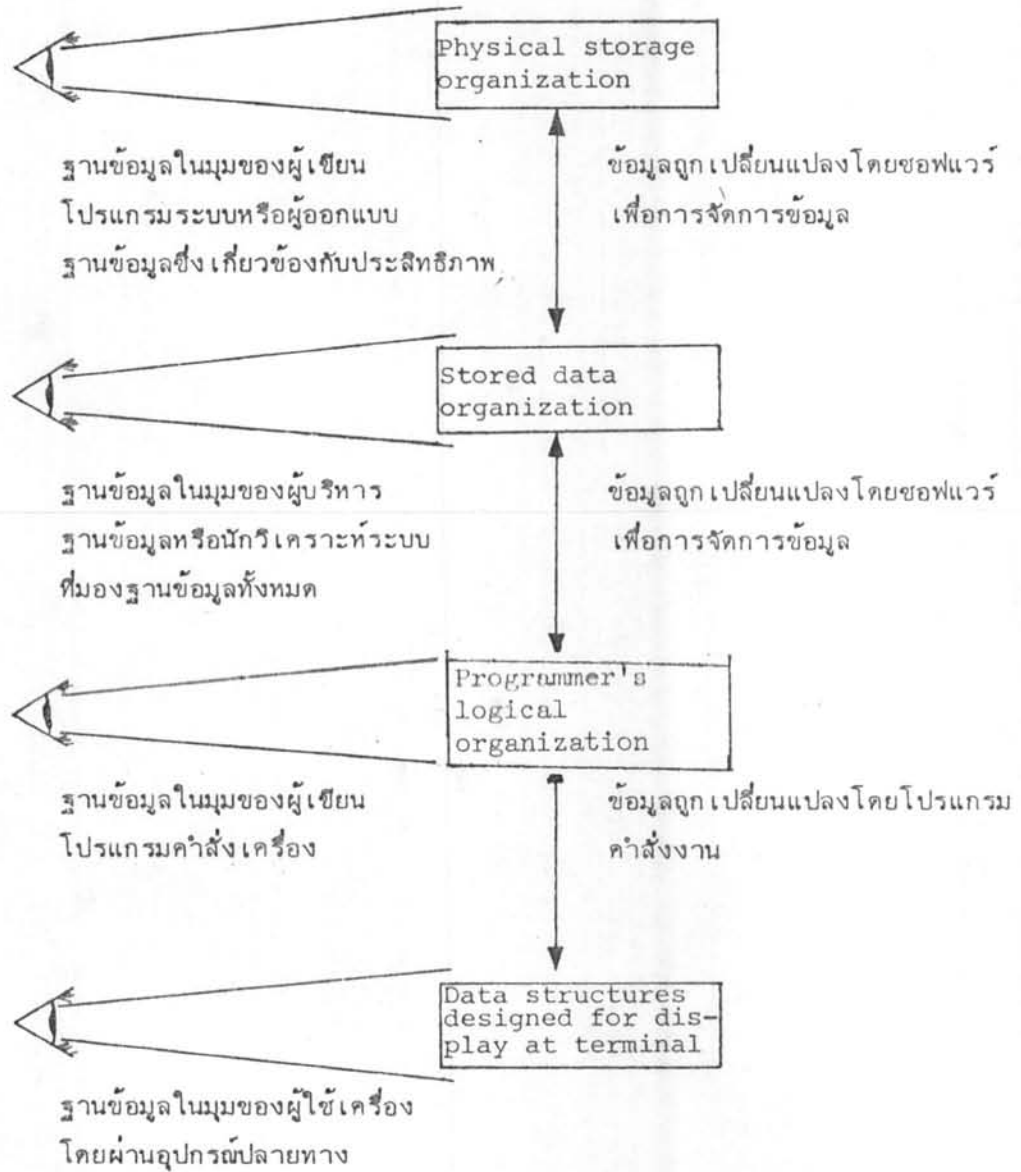 Physical storage
organization
ฐานข้อมูลในมุมของผู้เขียน
โปรแกรมระบบหรือผู้ออกแบบ
ฐานข้อมูลซึ่งเกี่ยวข้องกับประสิทธิภาพ
ข้อมูลถูกเปลี่ยนแปลงโดยซอฟแวร์
เพื่อการจัดการข้อมูล
Stored data
organization
ฐานข้อมูลในมุมของผู้บริหาร
ฐานข้อมูลหรือนักวิเคราะห์ระบบ
ที่มองฐานข้อมูลทั้งหมด
ข้อมูลถูกเปลี่ยนแปลงโดยซอฟแวร์
เพื่อการจัดการข้อมูล
Programmer's
logical
organization
ฐานข้อมูลในมุมของผู้เขียน
โปรแกรมคำสั่งเครื่อง
ข้อมูลถูกเปลี่ยนแปลงโดยโปรแกรม
คำสั่งงาน
Data structures
designed for dis-
play at terminal
ฐานข้อมูลในมุมของผู้ใช้เครื่อง
โดยผ่านอุปกรณ์ปลายทาง